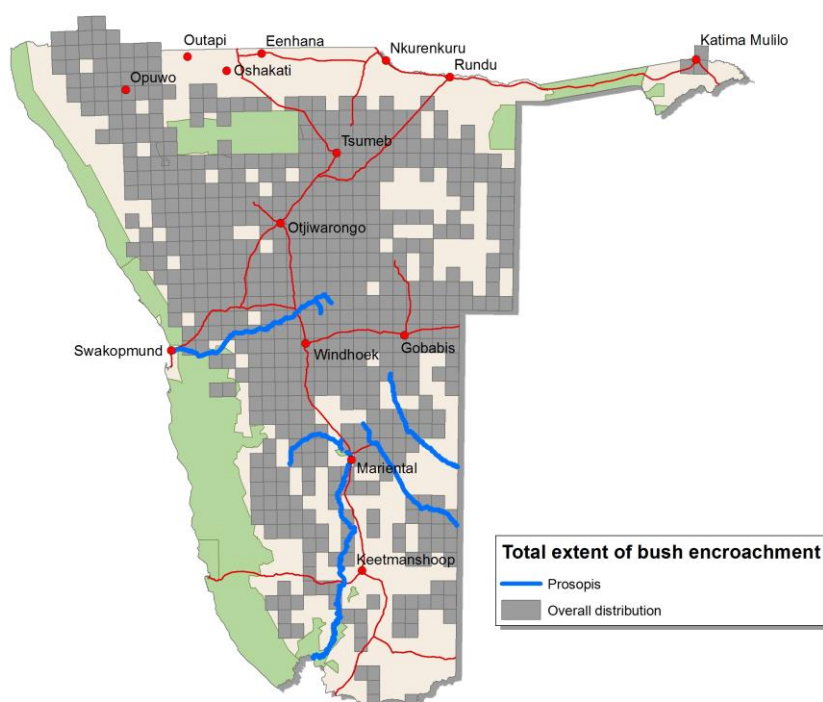 Outapi
Eenhana
Nkurenkuru
Katima Mulilo
Opuwo
Oshakati
Rundu
Tsumeb
Otjiwarongo
Swakopmund
Windhoek
Gobabis
Mariental
Keetmanshoop
Total extent of bush encroachment
Prosopis
Overall distribution